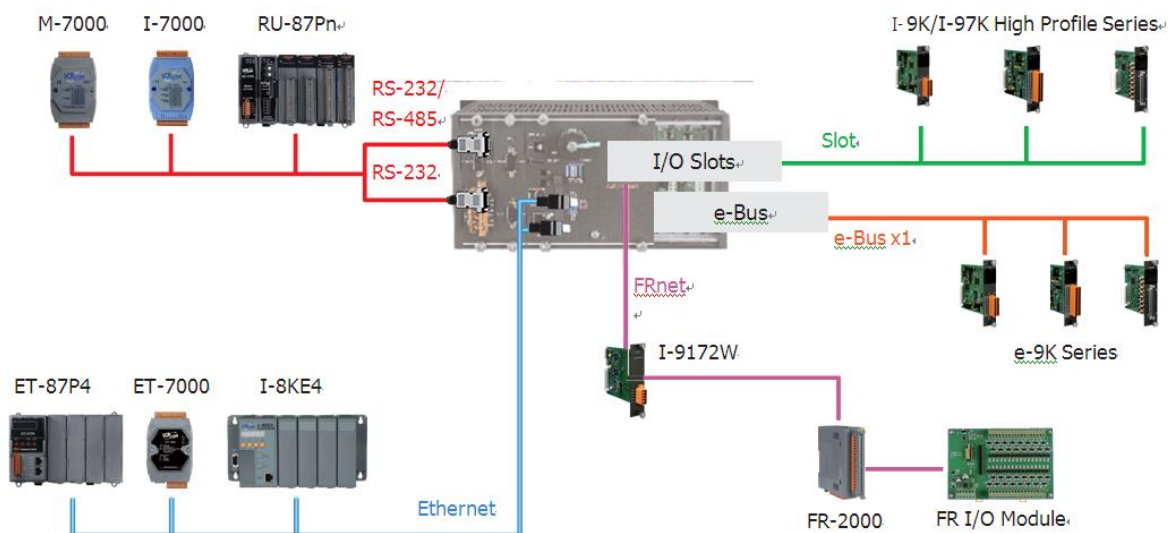 M-7000
I-7000
RU-87Pn
I- 9K/I-97K High Profile Series
RS-232/
RS-485
RS-232
I/O Slots
Slot
e-Bus
e-Bus x1
FRnet
I-9172W
e-9K Series
ET-87P4
ET-7000
I-8KE4
Ethernet
FR-2000
FR I/O Module